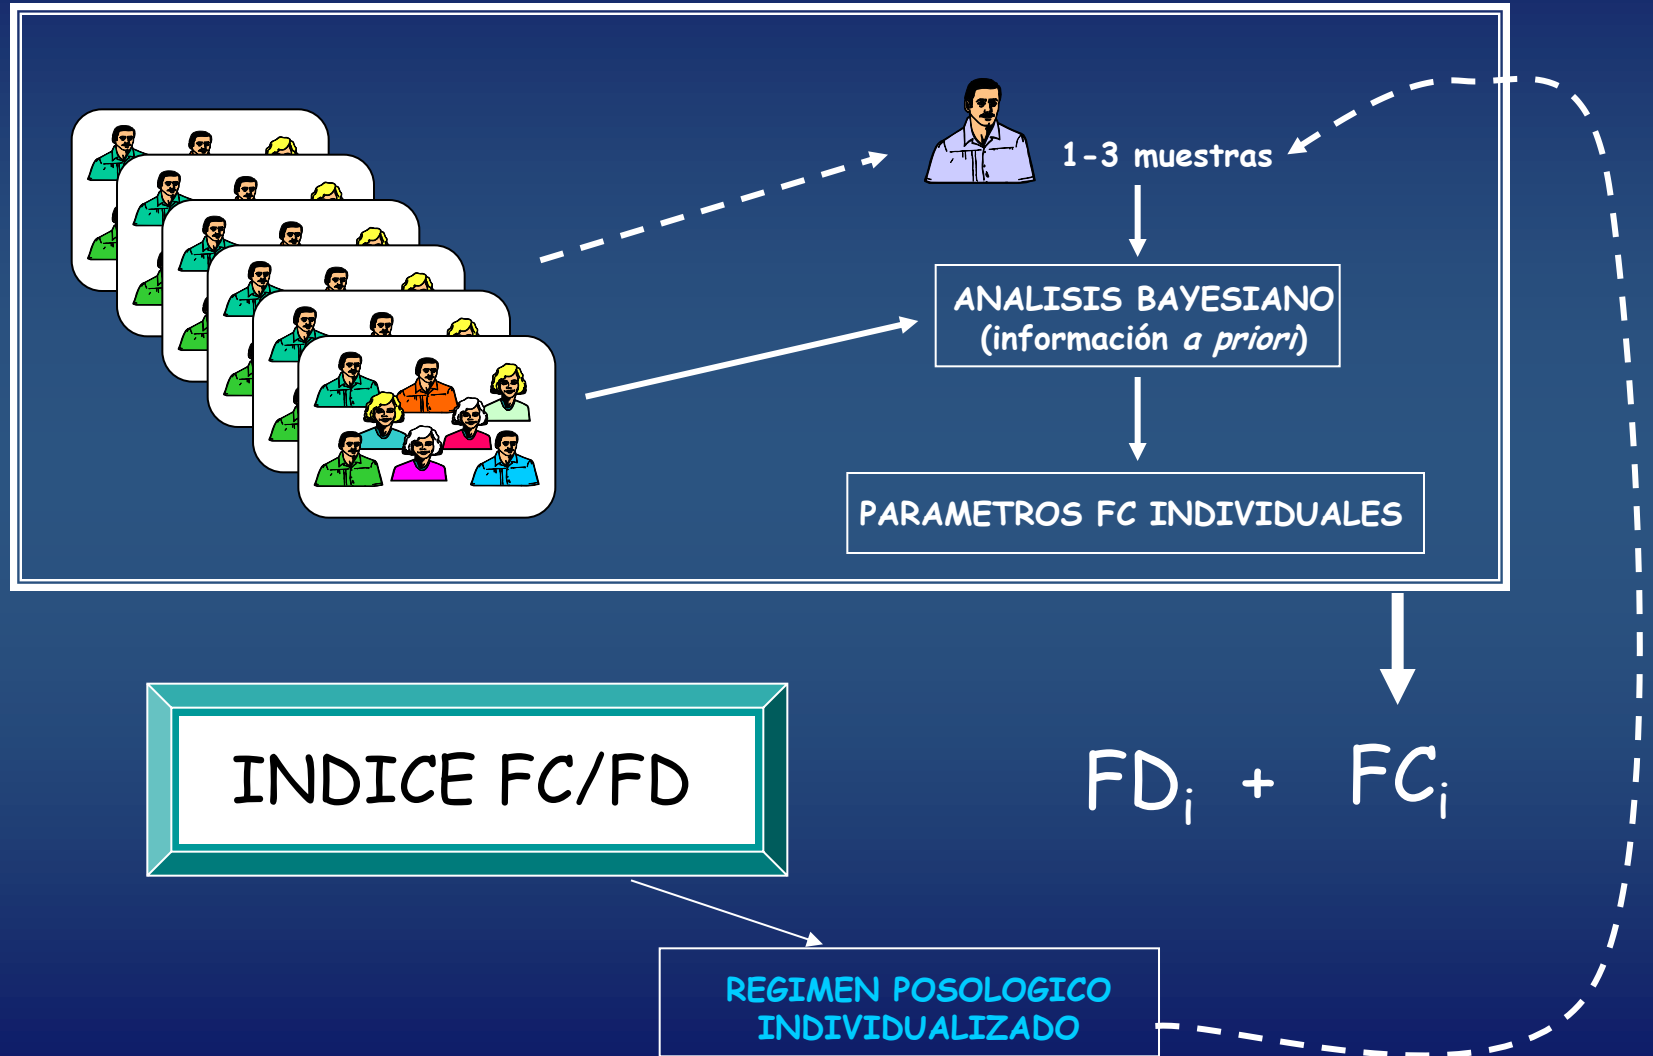 1-3 muestras
ANALISIS BAYESIANO
(información a priori)
PARAMETROS FC INDIVIDUALES
INDICE FC/FD
FDi + FCi
REGIMEN POSOLOGICO
INDIVIDUALIZADO